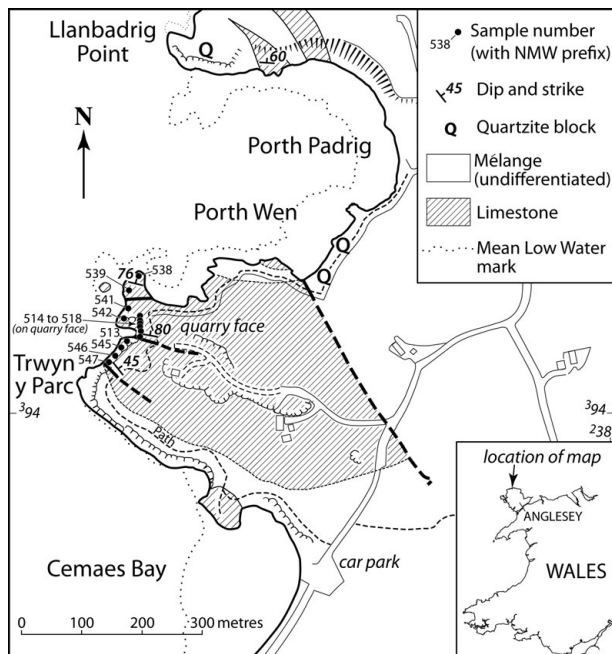 Llanbadrig
Point
Q
60
N
Porth Padrig
Porth Wen
Q
Q
76
538
539
541
542
514 to 518
(on quarry face)
513
80
quarry face
546
545
547
45
Trwyn
y Parc
394
394
238
Path
car park
Cemaes Bay
0 100 200 300 metres
538
Sample number
(with NMW prefix)
45
Dip and strike
Q
Quartzite block
Mélange
(undifferentiated)
Limestone
Mean Low Water
mark
location of map
ANGLESEY
WALES